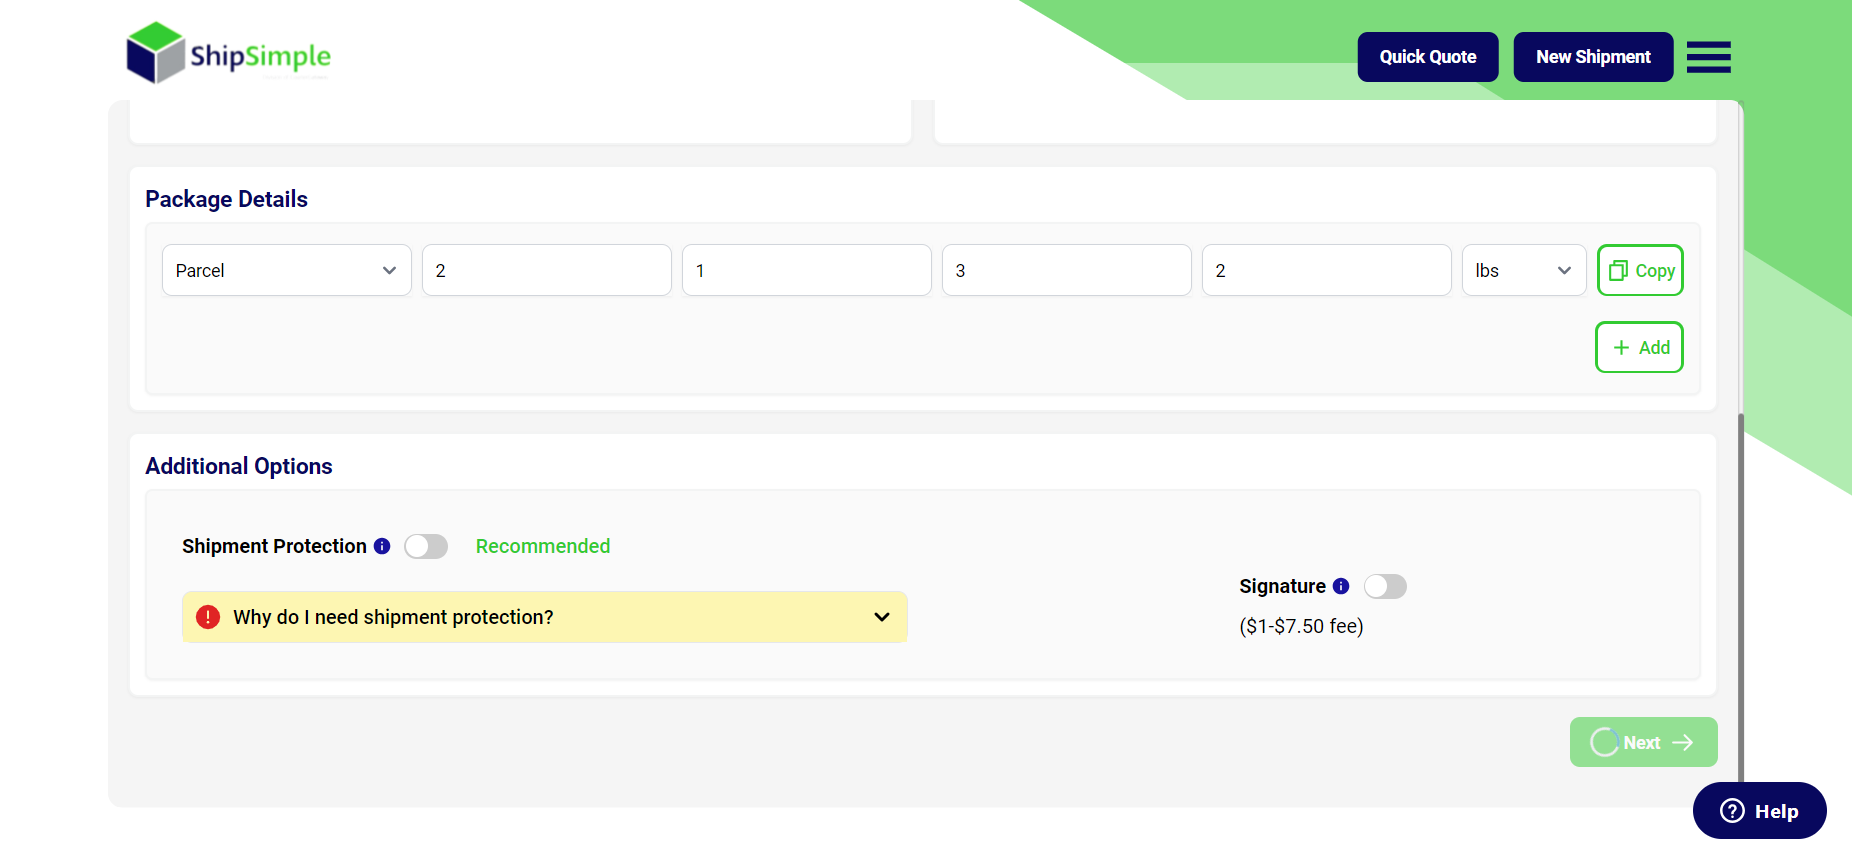 ShipSimple
Quick Quote
New Shipment
Package Details
Parcel 2 1 3 2 lbs Copy
+ Add
Additional Options
Shipment Protection i Recommended
! Why do I need shipment protection?
Signature i
($1-$7.50 fee)
Next →
? Help